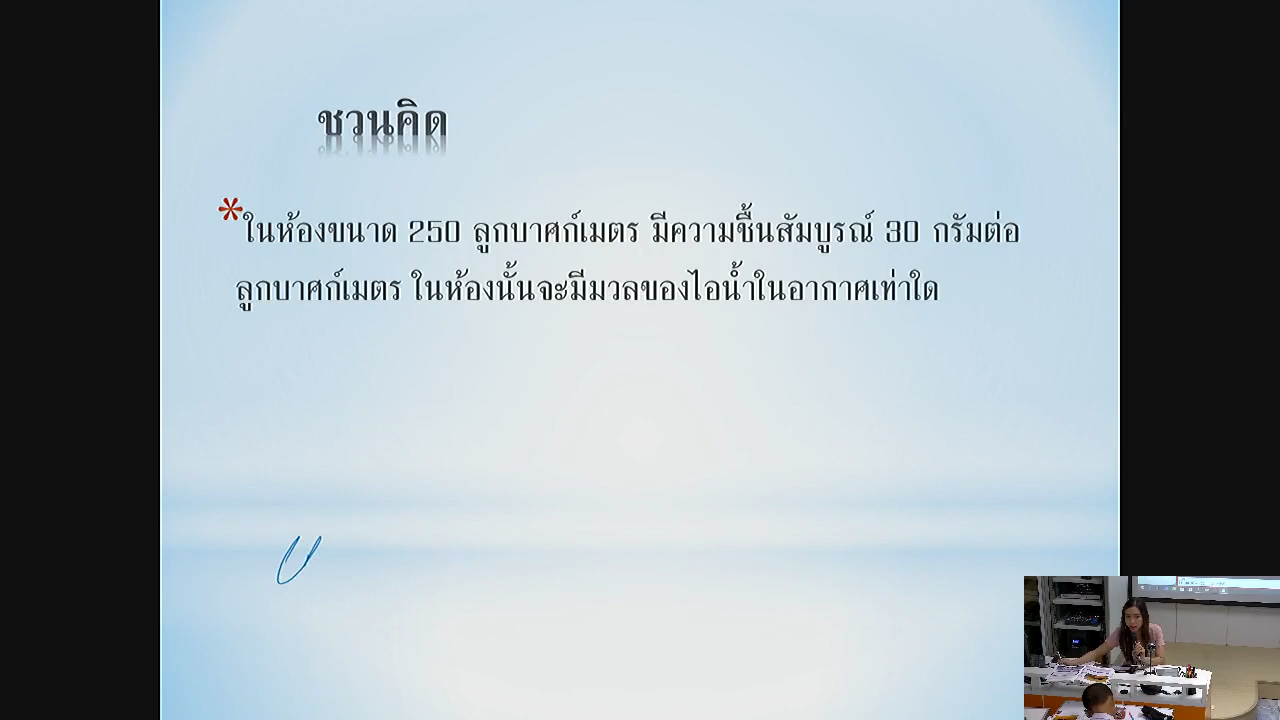 ชวนคิด
*ในห้องขนาด 250 ลูกบาศก์เมตร มีความชื้นสัมบูรณ์ 30 กรัมต่อ
ลูกบาศก์เมตร ในห้องนั้นจะมีมวลของไอน้ำในอากาศเท่าใด